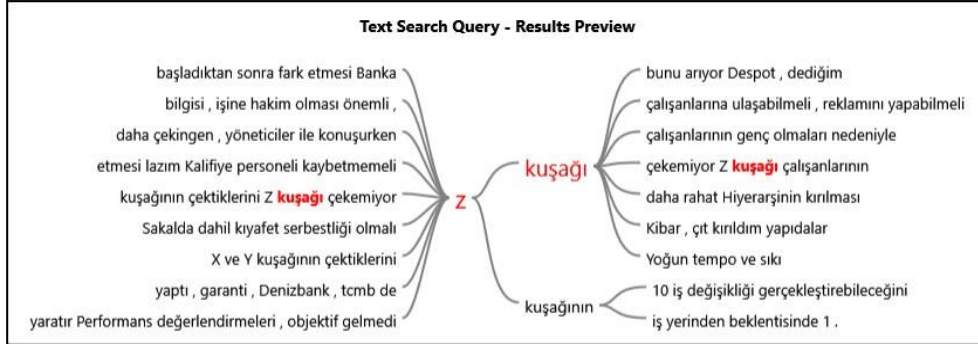 Text Search Query - Results Preview
başladıktan sonra fark etmesi Banka
bilgisi , işine hakim olması önemli ,
daha çekingen , yöneticiler ile konuşurken
etmesi lazım Kalifiye personeli kaybetmemeli
kuşağının çektiklerini Z kuşağı çekemiyor
Sakalda dahil kıyafet serbestliği olmalı
X ve Y kuşağının çektiklerini
yaptı , garanti , Denizbank , tcmb de
yaratır Performans değerlendirmeleri , objektif gelmedi
Z
kuşağı
bunu arıyor Despot , dediğim
çalışanlarına ulaşabilmeli , reklamını yapabilmeli
çalışanlarının genç olmaları nedeniyle
çekemiyor Z kuşağı çalışanlarının
daha rahat Hiyerarşinin kırılması
Kibar , çıt kırıldım yapıdalar
Yoğun tempo ve sıkı
kuşağının
10 iş değişikliği gerçekleştirebileceğini
iş yerinden beklentisinde 1 .